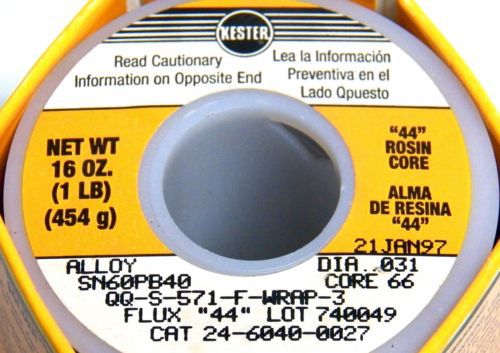 KESTER
Read Cautionary
Information on Opposite End
Lea la Información
Preventiva en el
Lado Qpuesto
NET WT
16 OZ.
(1 LB)
(454 g)
"44"
ROSIN
CORE
ALMA
DE RESINA
"44"
21JAN97
ALLOY DIA .031
SN60PB40 CORE 66
QQ-S-571-F-WRAP-3
FLUX "44" LOT 740049
CAT 24-6040-0027